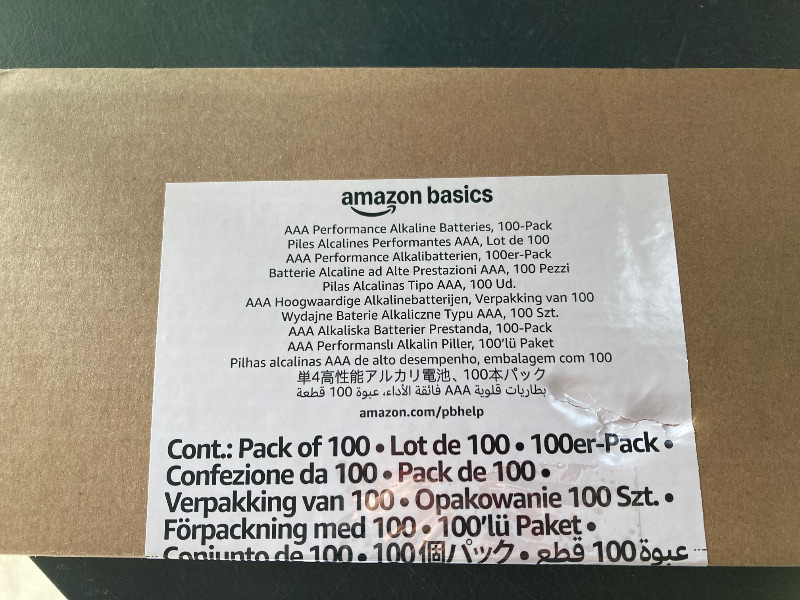 amazon basics
AAA Performance Alkaline Batteries, 100-Pack
Piles Alcalines Performantes AAA, Lot de 100
AAA Performance Alkalibatterien, 100er-Pack
Batterie Alcaline ad Alte Prestazioni AAA, 100 Pezzi
Pilas Alcalinas Tipo AAA, 100 Ud.
AAA Hoogwaardige Alkalinebatterijen, Verpakking van 100
Wydajne Baterie Alkaliczne Typu AAA, 100 Szt.
AAA Alkaliska Batterier Prestanda, 100-Pack
AAA Performanslı Alkalin Piller, 100'lü Paket
Pilhas alcalinas AAA de alto desempenho, embalagem com 100
単4高性能アルカリ電池、100本パック
بطاريات قلوية AAA فائقة الأداء، عبوة 100 قطعة
amazon.com/pbhelp
Cont.: Pack of 100 • Lot de 100 • 100er-Pack •
Confezione da 100 • Pack de 100 •
Verpakking van 100 • Opakowanie 100 Szt. •
Förpackning med 100 • 100'lü Paket •
Conjunto de 100 • 100個パック • عبوة 100 قطع